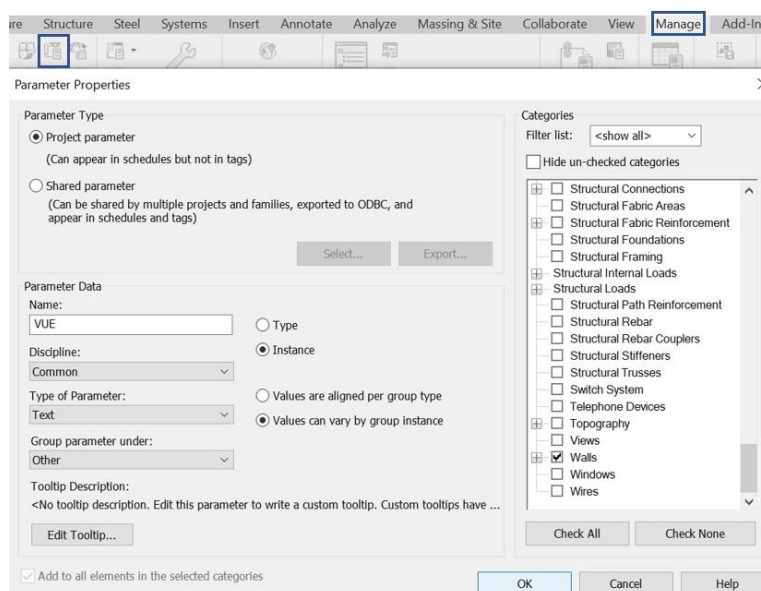 re Structure Steel Systems Insert Annotate Analyze Massing & Site Collaborate View Manage Add-In
Parameter Properties
Parameter Type
Project parameter
(Can appear in schedules but not in tags)
Shared parameter
(Can be shared by multiple projects and families, exported to ODBC, and
appear in schedules and tags)
Select... Export...
Parameter Data
Name:
VUE
Type
Discipline:
Instance
Common
Type of Parameter:
Values are aligned per group type
Text
Values can vary by group instance
Group parameter under:
Other
Tooltip Description:
<No tooltip description. Edit this parameter to write a custom tooltip. Custom tooltips have ...
Edit Tooltip...
Add to all elements in the selected categories
Categories
Filter list: <show all>
Hide un-checked categories
Structural Connections
Structural Fabric Areas
Structural Fabric Reinforcement
Structural Foundations
Structural Framing
Structural Internal Loads
Structural Loads
Structural Path Reinforcement
Structural Rebar
Structural Rebar Couplers
Structural Stiffeners
Structural Trusses
Switch System
Telephone Devices
Topography
Views
Walls
Windows
Wires
Check All Check None
OK Cancel Help